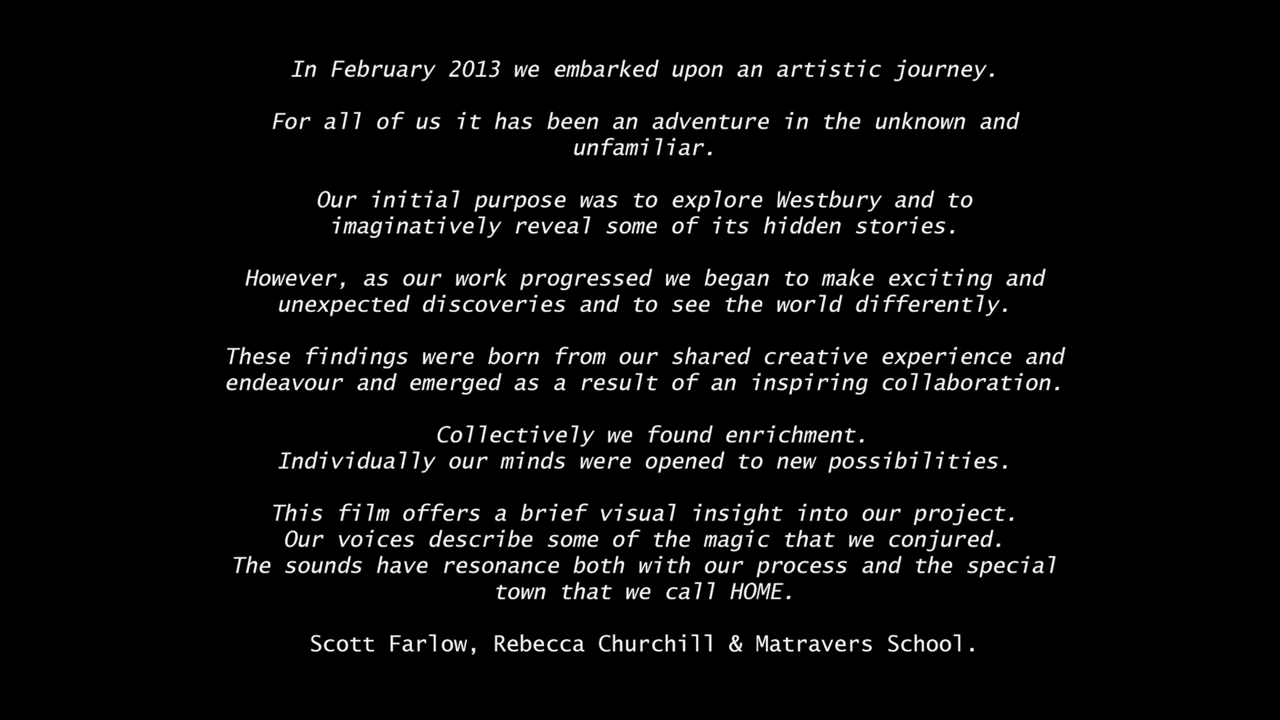 In February 2013 we embarked upon an artistic journey.
For all of us it has been an adventure in the unknown and
unfamiliar.
Our initial purpose was to explore Westbury and to
imaginatively reveal some of its hidden stories.
However, as our work progressed we began to make exciting and
unexpected discoveries and to see the world differently.
These findings were born from our shared creative experience and
endeavour and emerged as a result of an inspiring collaboration.
Collectively we found enrichment.
Individually our minds were opened to new possibilities.
This film offers a brief visual insight into our project.
Our voices describe some of the magic that we conjured.
The sounds have resonance both with our process and the special
town that we call HOME.
Scott Farlow, Rebecca Churchill & Matravers School.